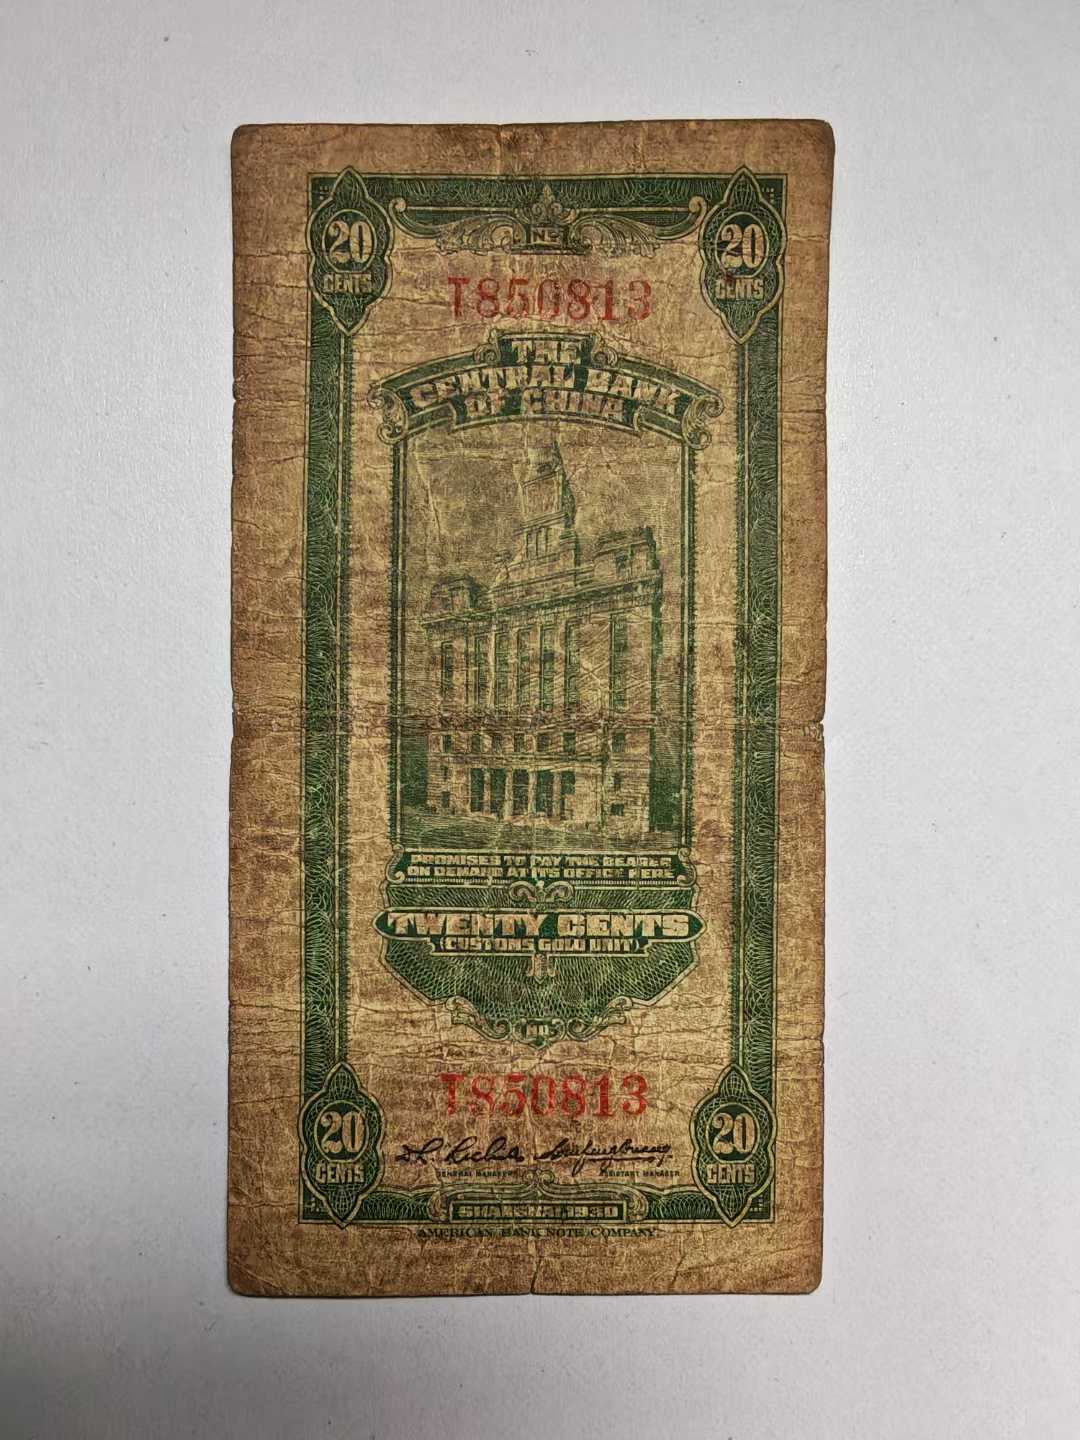 20 CENTS
No
20 CENTS
T850813
THE
CENTRAL BANK
OF CHINA
PROMISES TO PAY THE BEARER
ON DEMAND AT ITS OFFICE HERE
TWENTY CENTS
(CUSTOMS GOLD UNIT)
No.
T850813
20 CENTS
20 CENTS
GENERAL MANAGER
ASSISTANT MANAGER
SHANGHAI 1930
AMERICAN BANK NOTE COMPANY.